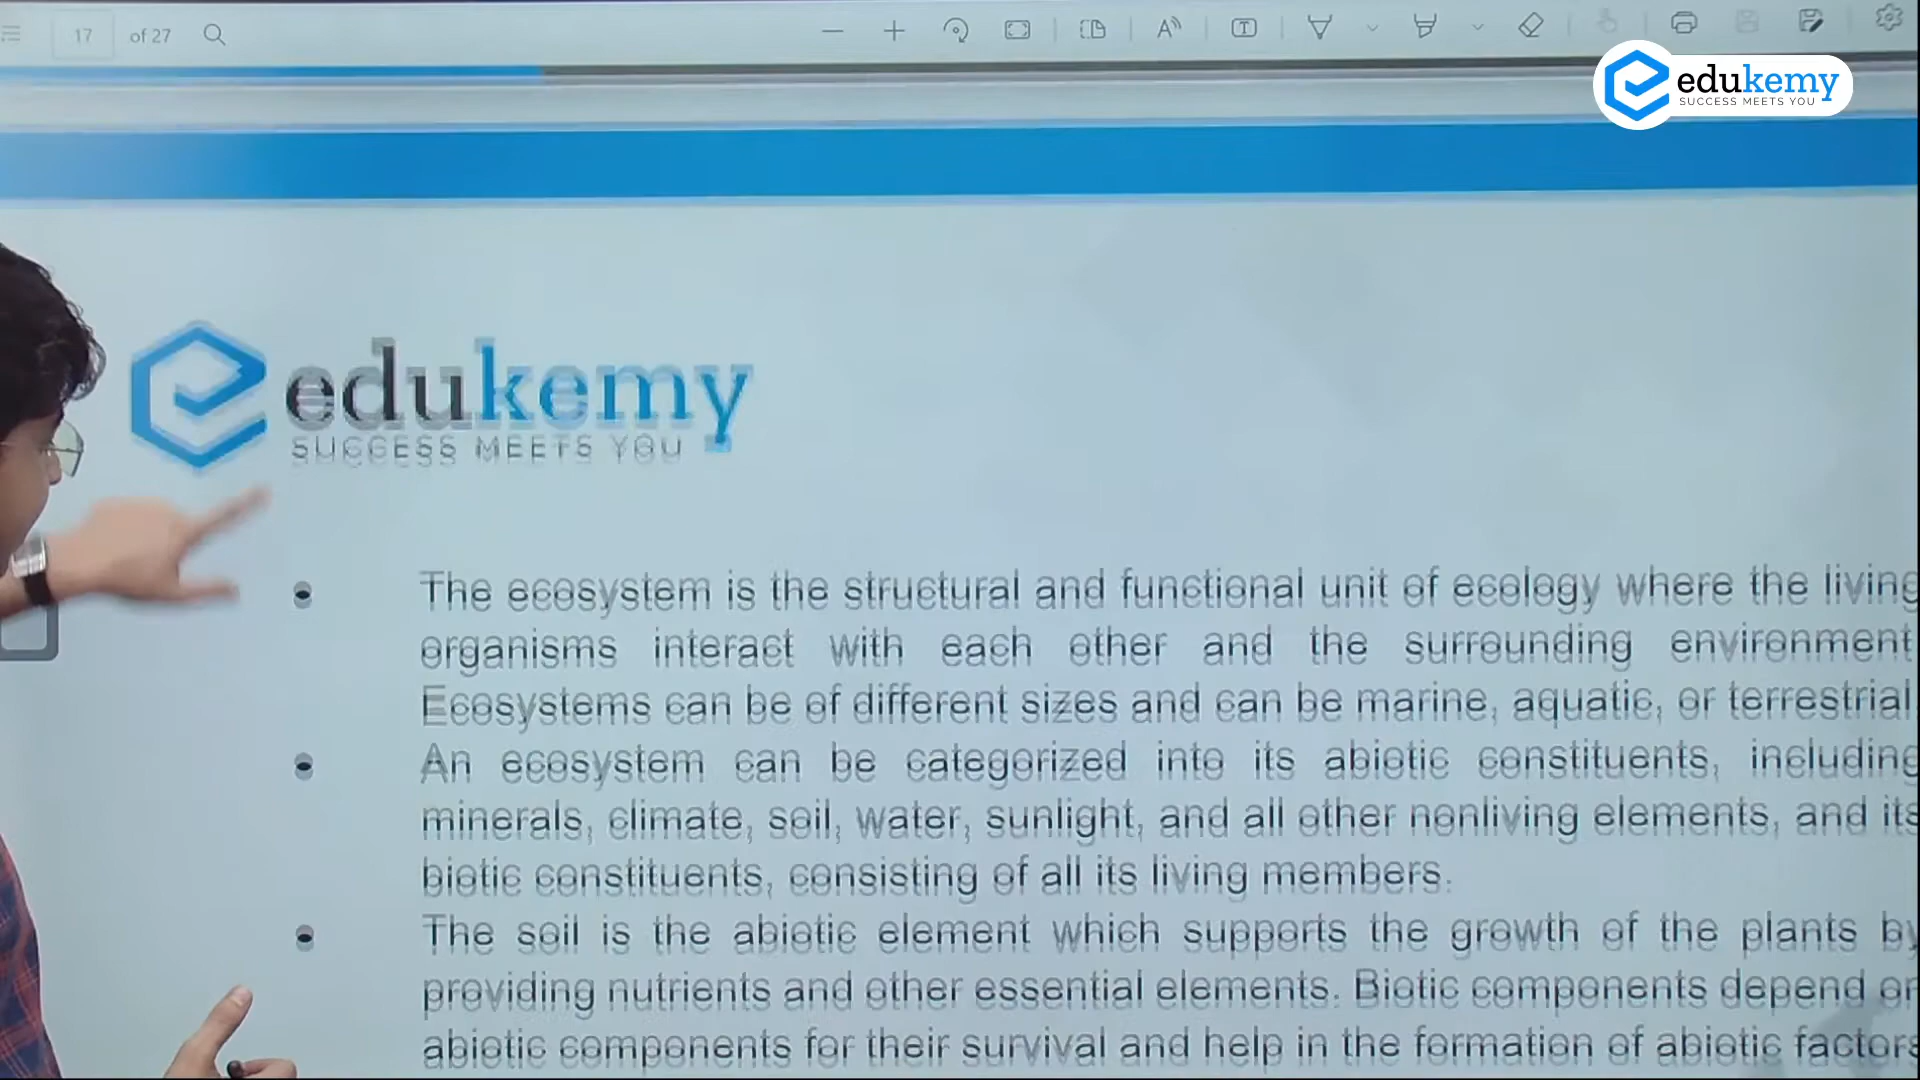 17 of 27
edukemy
SUCCESS MEETS YOU
edukemy
SUCCESS MEETS YOU
• The ecosystem is the structural and functional unit of ecology where the living
organisms interact with each other and the surrounding environment
Ecosystems can be of different sizes and can be marine, aquatic, or terrestrial.
• An ecosystem can be categorized into its abiotic constituents, including
minerals, climate, soil, water, sunlight, and all other nonliving elements, and its
biotic constituents, consisting of all its living members.
• The soil is the abiotic element which supports the growth of the plants by
providing nutrients and other essential elements. Biotic components depend on
abiotic components for their survival and help in the formation of abiotic factors